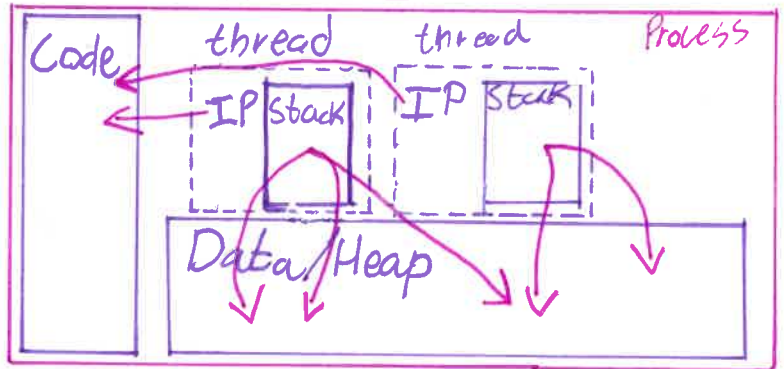 Process
Code
thread
thread
IP
Stack
IP
Stack
Data/Heap